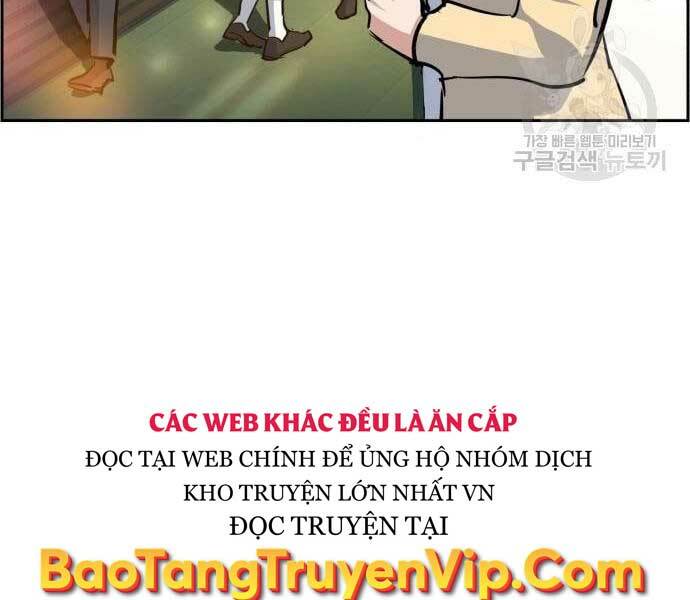 가장 빠른 웹툰 미리보기
구글검색 뉴토끼
CÁC WEB KHÁC ĐỀU LÀ ĂN CẮP
ĐỌC TẠI WEB CHÍNH ĐỂ ỦNG HỘ NHÓM DỊCH
KHO TRUYỆN LỚN NHẤT VN
ĐỌC TRUYỆN TẠI
BaoTangTruyenVip.Com